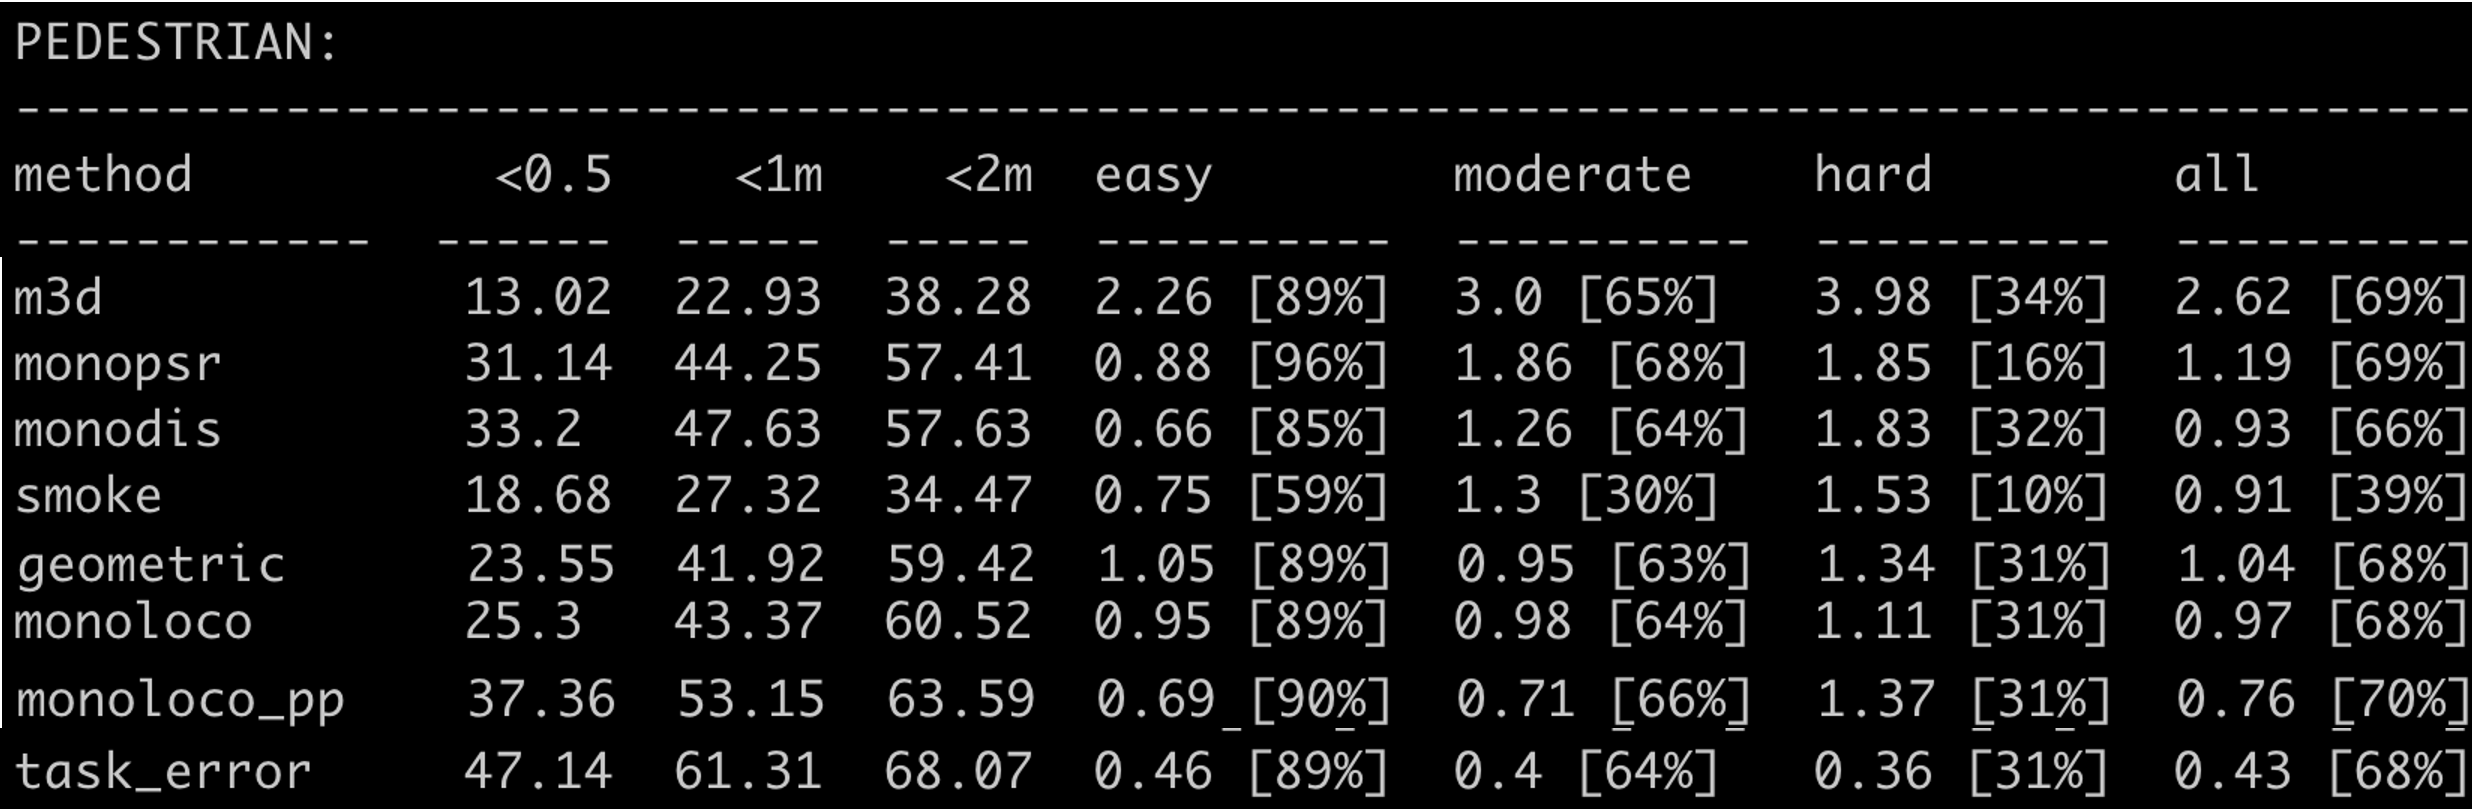 PEDESTRIAN:
-----------------------------------------------------------------------------------
method <0.5 <1m <2m easy moderate hard all
------------ ------ ----- ----- ---------- ---------- ---------- ----------
m3d 13.02 22.93 38.28 2.26 [89%] 3.0 [65%] 3.98 [34%] 2.62 [69%]
monopsr 31.14 44.25 57.41 0.88 [96%] 1.86 [68%] 1.85 [16%] 1.19 [69%]
monodis 33.2 47.63 57.63 0.66 [85%] 1.26 [64%] 1.83 [32%] 0.93 [66%]
smoke 18.68 27.32 34.47 0.75 [59%] 1.3 [30%] 1.53 [10%] 0.91 [39%]
geometric 23.55 41.92 59.42 1.05 [89%] 0.95 [63%] 1.34 [31%] 1.04 [68%]
monoloco 25.3 43.37 60.52 0.95 [89%] 0.98 [64%] 1.11 [31%] 0.97 [68%]
monoloco_pp 37.36 53.15 63.59 0.69 [90%] 0.71 [66%] 1.37 [31%] 0.76 [70%]
task_error 47.14 61.31 68.07 0.46 [89%] 0.4 [64%] 0.36 [31%] 0.43 [68%]